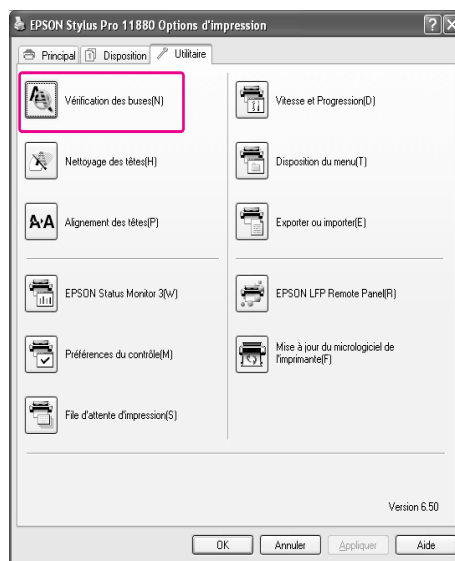 EPSON Stylus Pro 11880 Options d'impression
Principal Disposition Utilitaire
Vérification des buses(N)
Vitesse et Progression(D)
Nettoyage des têtes(H)
Disposition du menu(T)
A·A Alignement des têtes(P)
Exporter ou importer(E)
EPSON Status Monitor 3(W)
EPSON LFP Remote Panel(R)
Préférences du contrôle(M)
Mise à jour du micrologiciel de
l'imprimante(F)
File d'attente d'impression(S)
Version 6.50
OK Annuler Appliquer Aide